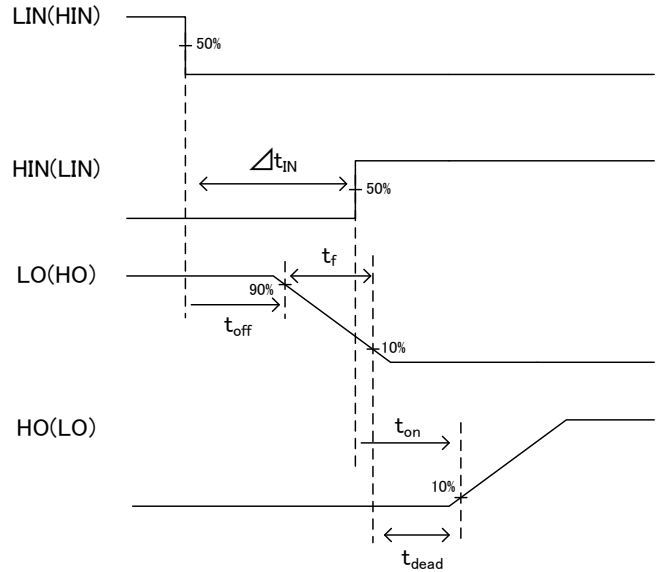 LIN(HIN)
50%
HIN(LIN)
⊿tIN
50%
LO(HO)
90%
tf
toff
10%
HO(LO)
ton
10%
tdead